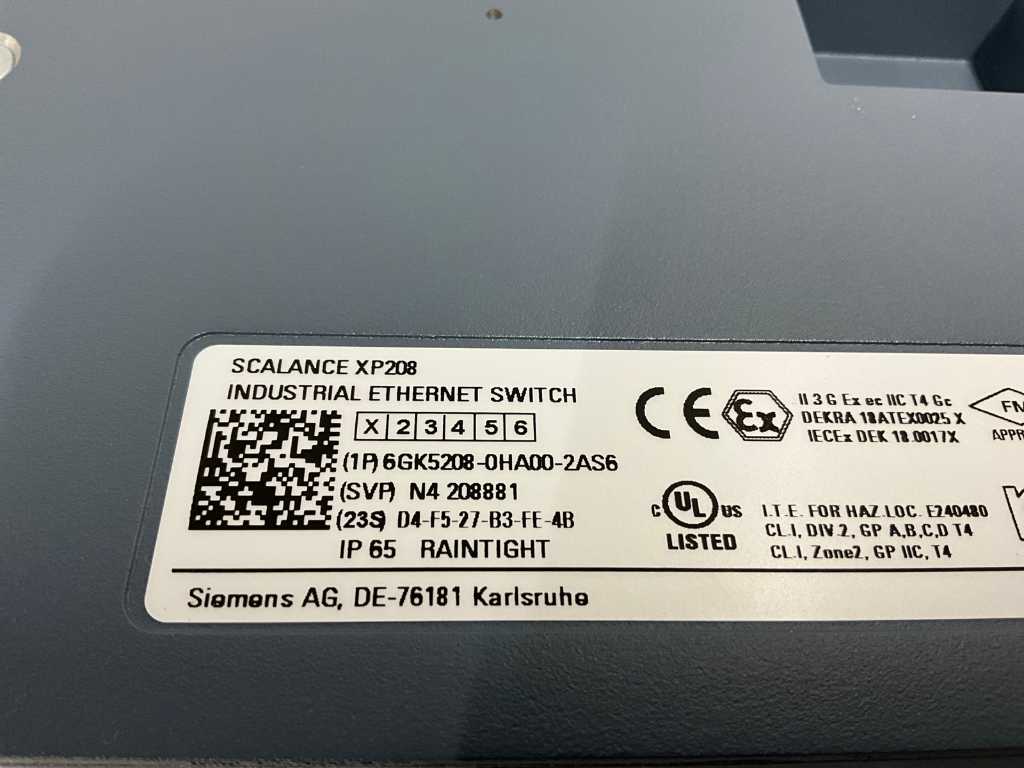 SCALANCE XP208
INDUSTRIAL ETHERNET SWITCH
X 2 3 4 5 6
(1P) 6GK5208-0HA00-2AS6
(SVP) N4 208881
(23S) D4-F5-27-B3-FE-4B
IP 65 RAINTIGHT
Siemens AG, DE-76181 Karlsruhe
CE Ex
II 3 G Ex ec IIC T4 Gc
DEKRA 18ATEX0025 X
IECEx DEK 18.0017X
FM
APPR
C UL US
LISTED
I.T.E. FOR HAZ.LOC. E240480
CL.I, DIV.2, GP A,B,C,D T4
CL.I, Zone2, GP IIC, T4